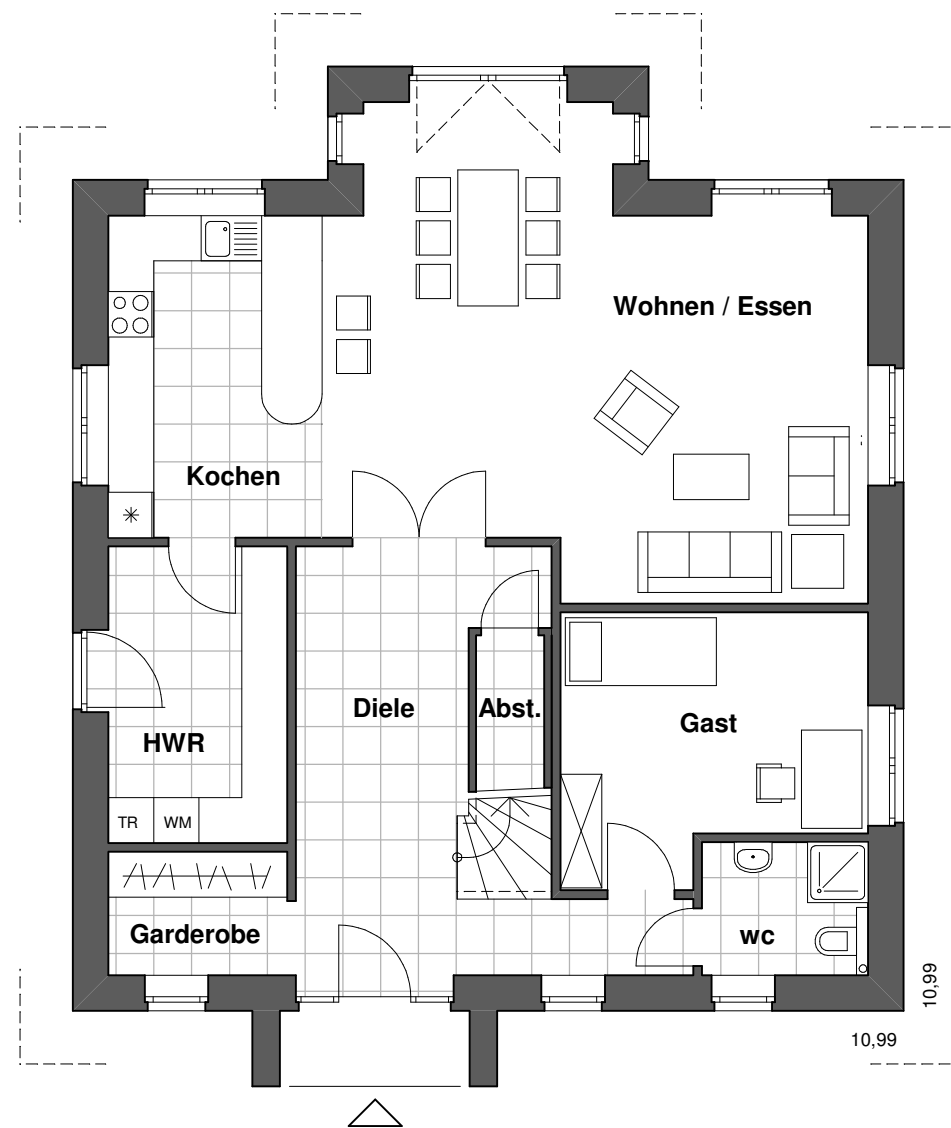 Wohnen / Essen
Kochen
Diele
Abst.
Gast
HWR
TR
WM
Garderobe
wc
10,99
10,99